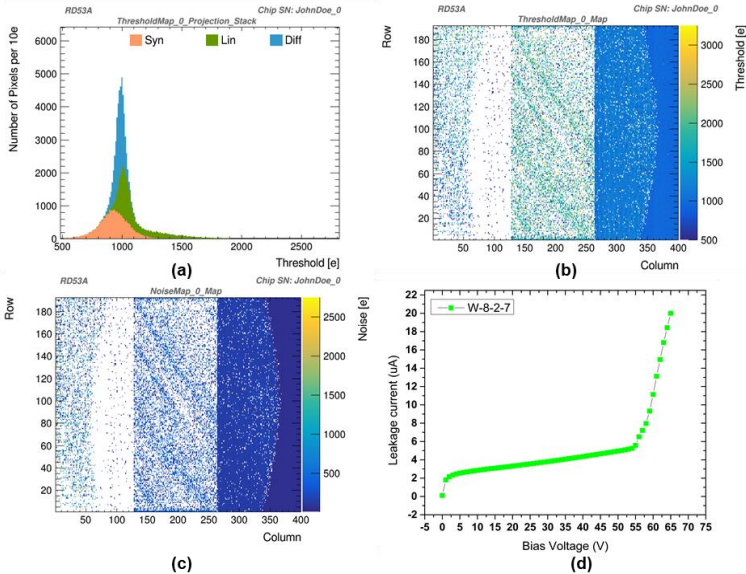 RD53A Chip SN: JohnDoe_0
ThresholdMap_0_Projection_Stack
Number of Pixels per 10e
Syn Lin Diff
6000
5000
4000
3000
2000
1000
0
500 1000 1500 2000 2500
Threshold [e]
(a)
RD53A Chip SN: JohnDoe_0
ThresholdMap_0_Map
Row
180
160
140
120
100
80
60
40
20
50 100 150 200 250 300 350 400
Column
Threshold [e]
3000
2500
2000
1500
1000
500
(b)
RD53A Chip SN: JohnDoe_0
NoiseMap_0_Map
Row
180
160
140
120
100
80
60
40
20
50 100 150 200 250 300 350 400
Column
Noise [e]
2500
2000
1500
1000
500
(c)
W-8-2-7
Leakage current (uA)
22
20
18
16
14
12
10
8
6
4
2
0
-2
-5 0 5 10 15 20 25 30 35 40 45 50 55 60 65 70 75
Bias Voltage (V)
(d)